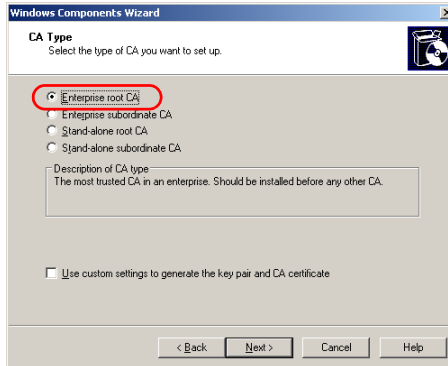 Windows Components Wizard
CA Type
Select the type of CA you want to set up.
Enterprise root CA
Enterprise subordinate CA
Stand-alone root CA
Stand-alone subordinate CA
Description of CA type
The most trusted CA in an enterprise. Should be installed before any other CA.
Use custom settings to generate the key pair and CA certificate
< Back
Next >
Cancel
Help